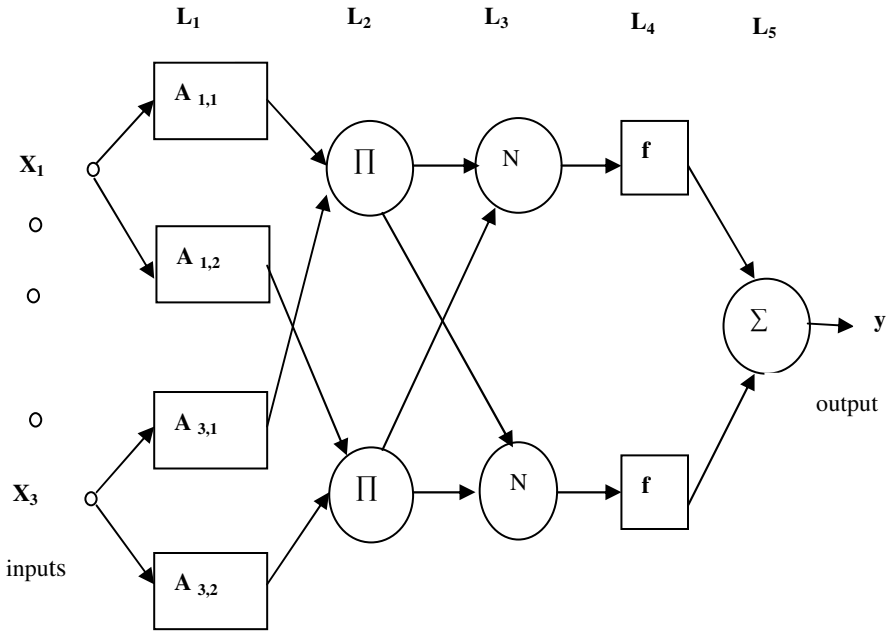 L₁ L₂ L₃ L₄ L₅
A ₁,₁
X₁
∏ N f
A ₁,₂
∑ y
output
A ₃,₁
X₃
∏ N f
inputs
A ₃,₂